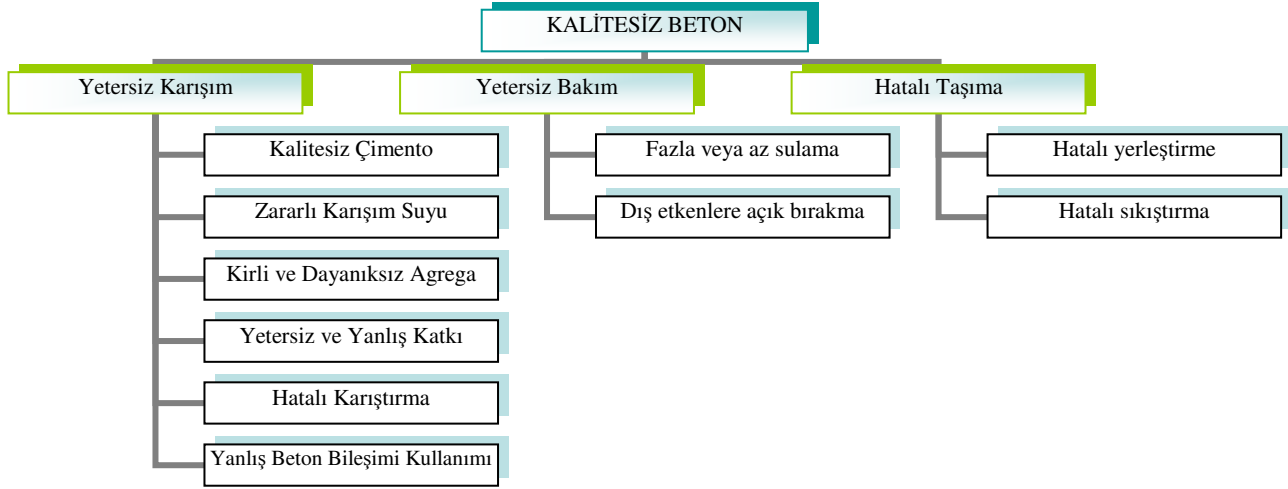 KALİTESİZ BETON
Yetersiz Karışım
Yetersiz Bakım
Hatalı Taşıma
Kalitesiz Çimento
Zararlı Karışım Suyu
Kirli ve Dayanıksız Agrega
Yetersiz ve Yanlış Katkı
Hatalı Karıştırma
Yanlış Beton Bileşimi Kullanımı
Fazla veya az sulama
Dış etkenlere açık bırakma
Hatalı yerleştirme
Hatalı sıkıştırma